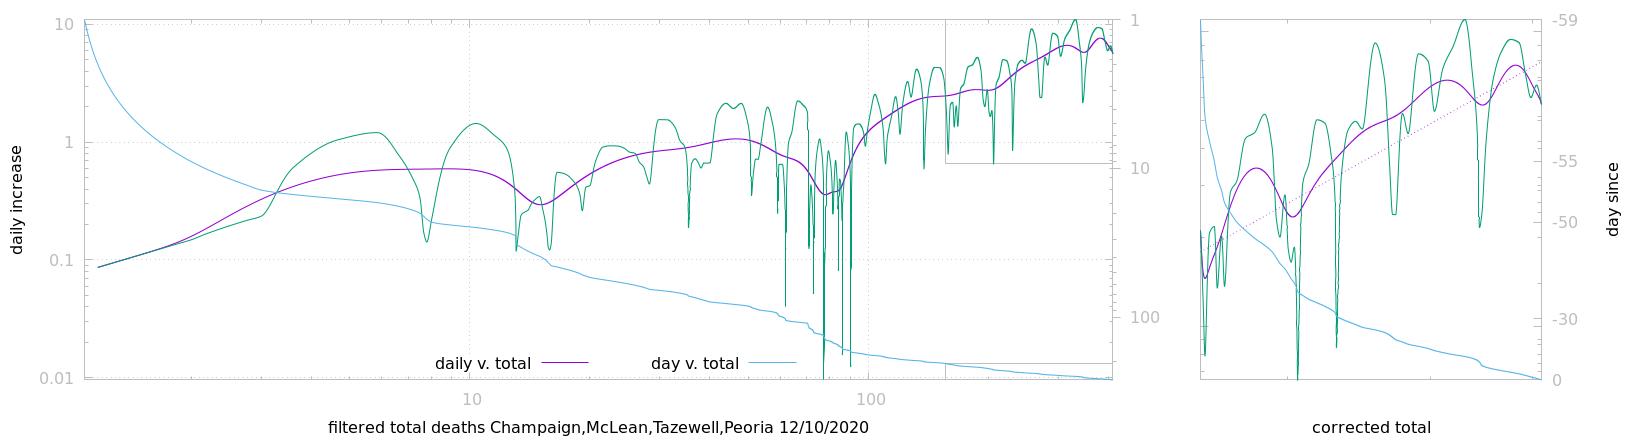 10
1
0.1
0.01
daily increase
daily v. total
day v. total
10
100
1
10
100
filtered total deaths Champaign,McLean,Tazewell,Peoria 12/10/2020
-59
-55
-50
-30
0
day since
corrected total